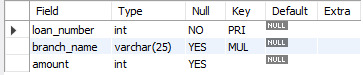 Field Type Null Key Default Extra
loan_number int NO PRI NULL
branch_name varchar(25) YES MUL NULL
amount int YES NULL